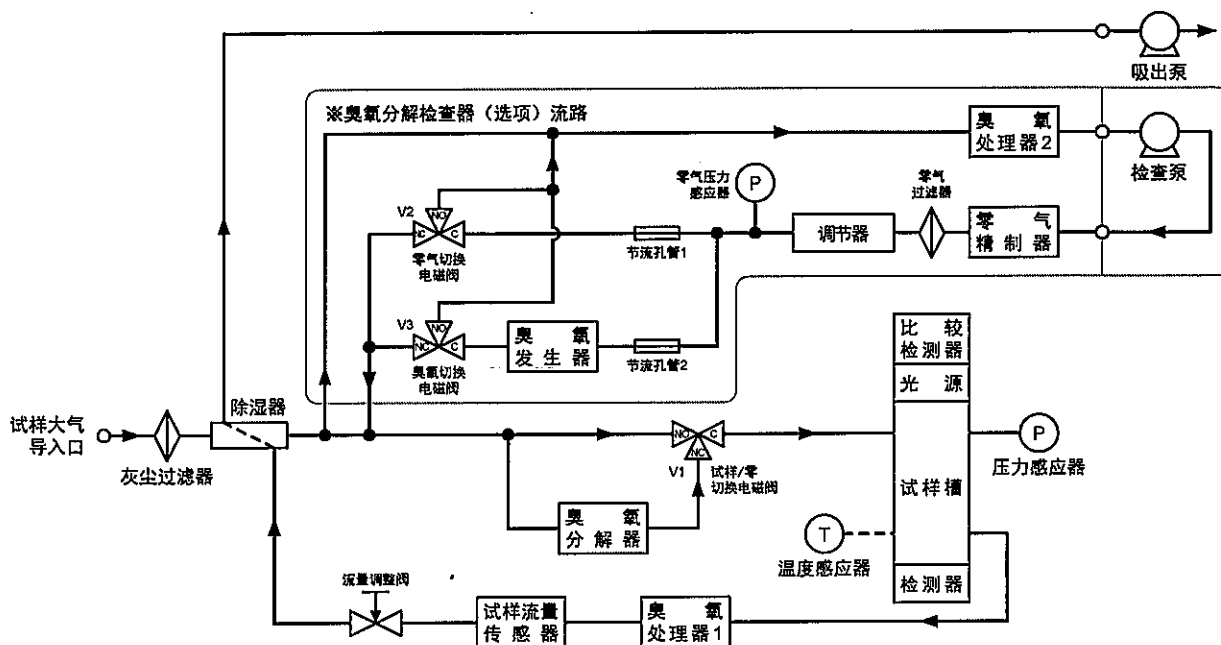 吸出泵
※臭氧分解检查器（选项）流路
臭 氧
处理器2
检查泵
零气压力
感应器
P
零气
过滤器
零 气
精制器
调节器
V2
NO
NC
C
零气切换
电磁阀
节流孔管1
V3
NO
NC
C
臭氧切换
电磁阀
臭 氧
发生器
节流孔管2
比 较
检测器
光 源
试样槽
检测器
P
压力感应器
T
温度感应器
试样大气
导入口
灰尘过滤器
除湿器
NO
C
NC
V1
试样/零
切换电磁阀
臭 氧
分解器
流量调整阀
试样流量
传感器
臭 氧
处理器1